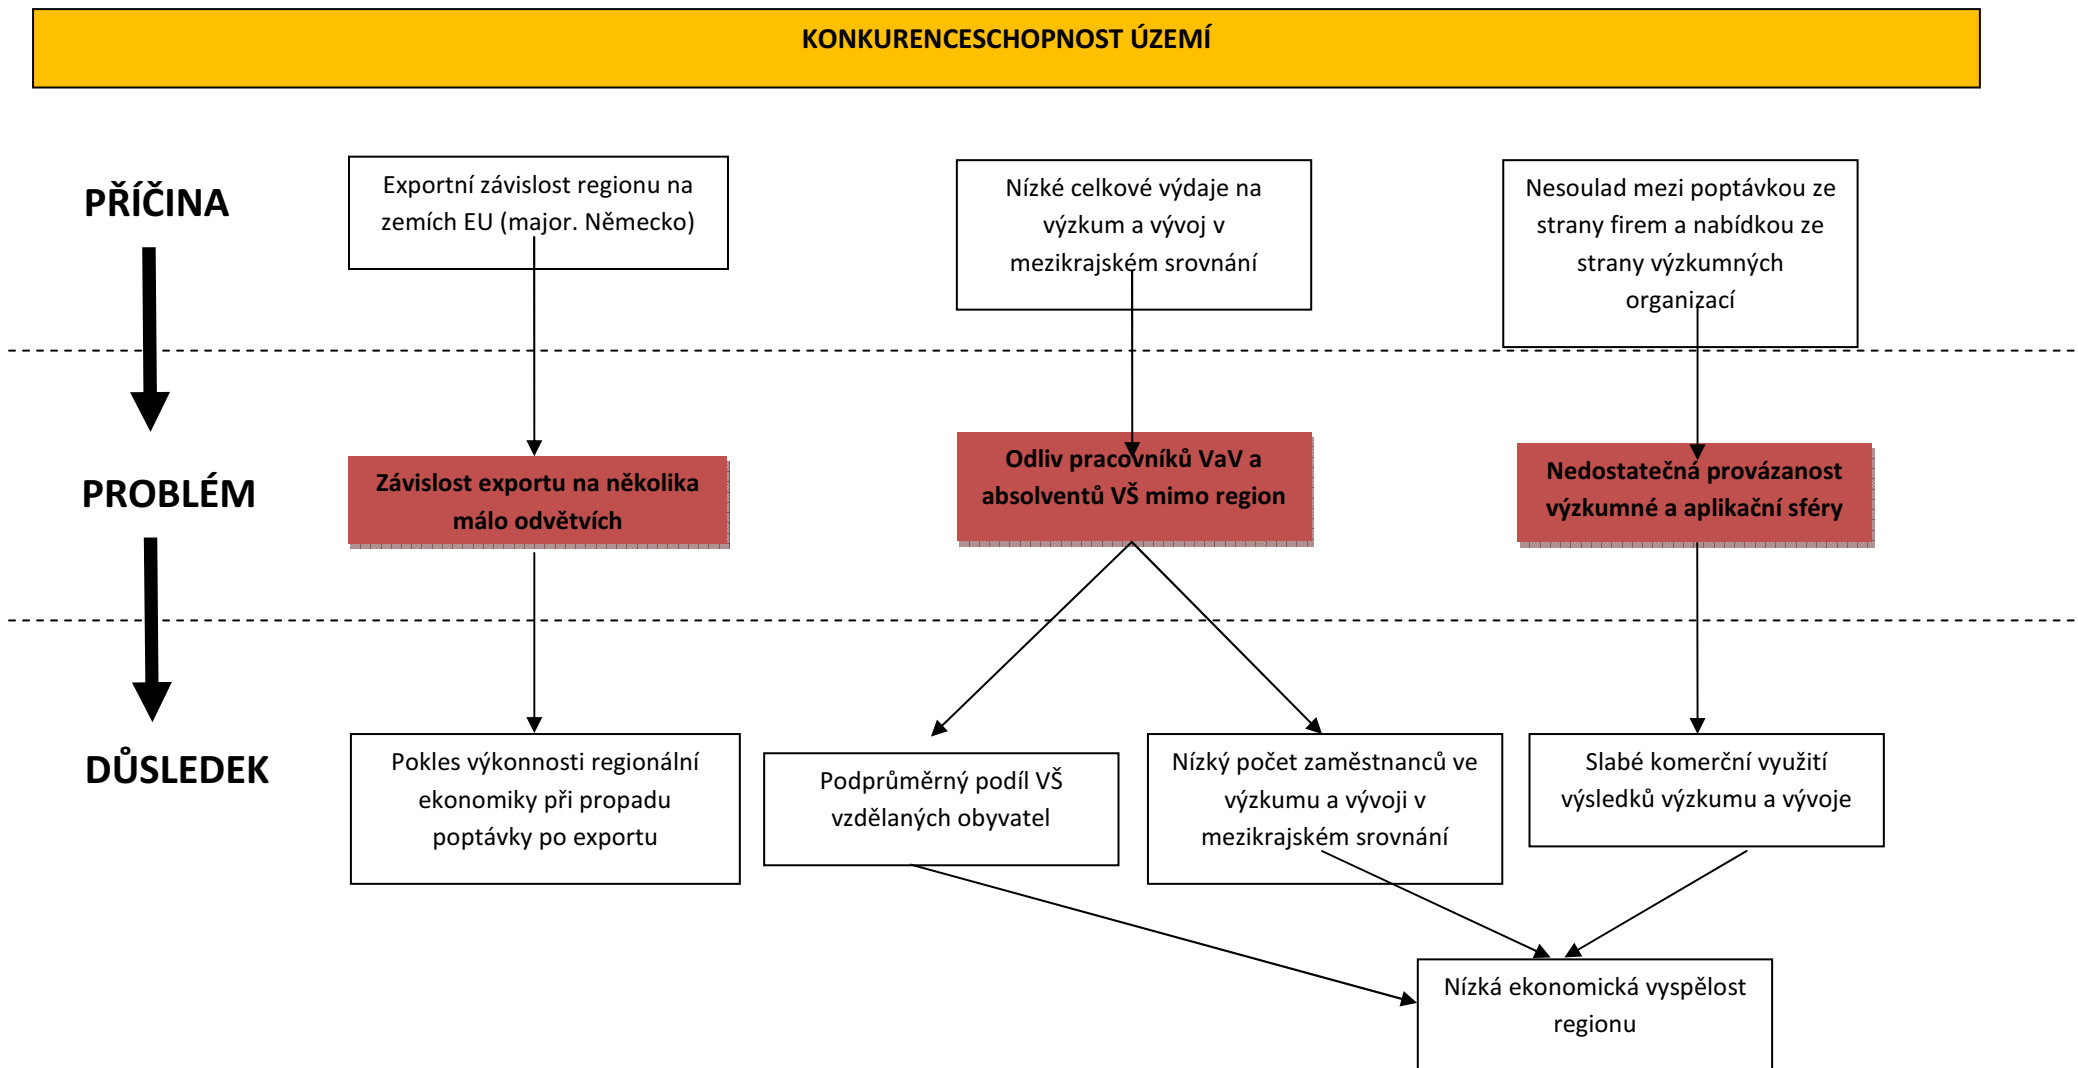 KONKURENCESCHOPNOST ÚZEMÍ
PŘÍČINA
Exportní závislost regionu na
zemích EU (major. Německo)
Nízké celkové výdaje na
výzkum a vývoj v
mezikrajském srovnání
Nesoulad mezi poptávkou ze
strany firem a nabídkou ze
strany výzkumných
organizací
PROBLÉM
Závislost exportu na několika
málo odvětvích
Odliv pracovníků VaV a
absolventů VŠ mimo region
Nedostatečná provázanost
výzkumné a aplikační sféry
DŮSLEDEK
Pokles výkonnosti regionální
ekonomiky při propadu
poptávky po exportu
Podprůměrný podíl VŠ
vzdělaných obyvatel
Nízký počet zaměstnanců ve
výzkumu a vývoji v
mezikrajském srovnání
Slabé komerční využití
výsledků výzkumu a vývoje
Nízká ekonomická vyspělost
regionu